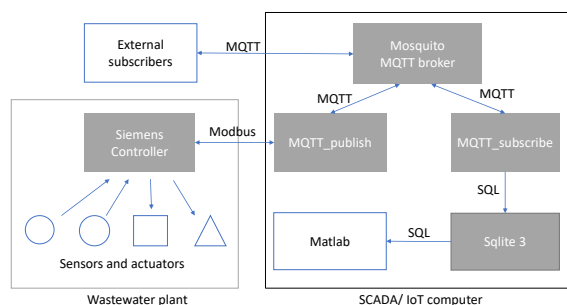 External
subscribers
MQTT
Mosquito
MQTT broker
MQTT
MQTT
Siemens
Controller
Modbus
MQTT_publish
MQTT_subscribe
SQL
Matlab
SQL
Sqlite 3
Sensors and actuators
Wastewater plant
SCADA/ IoT computer